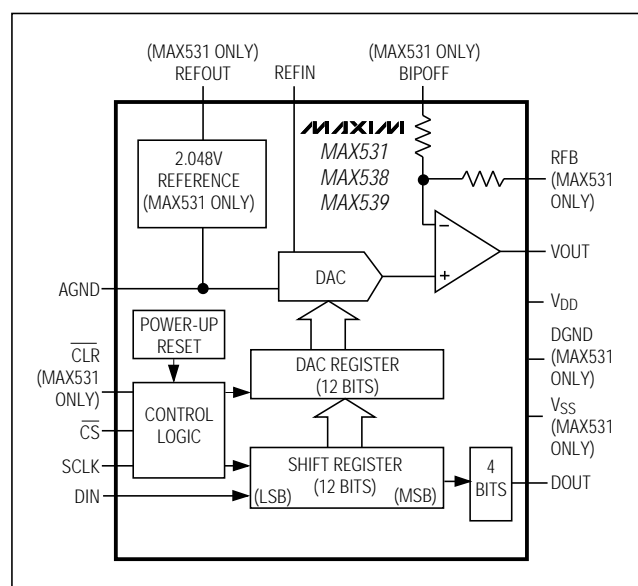 (MAX531 ONLY)
REFOUT
REFIN
(MAX531 ONLY)
BIPOFF
MAXIM
MAX531
MAX538
MAX539
2.048V
REFERENCE
(MAX531 ONLY)
RFB
(MAX531
ONLY)
−
+
VOUT
DAC
AGND
VDD
POWER-UP
RESET
DGND
(MAX531
ONLY)
CLR
(MAX531
ONLY)
DAC REGISTER
(12 BITS)
CONTROL
LOGIC
VSS
(MAX531
ONLY)
CS
SCLK
SHIFT REGISTER
(12 BITS)
(LSB)
(MSB)
4
BITS
DOUT
DIN